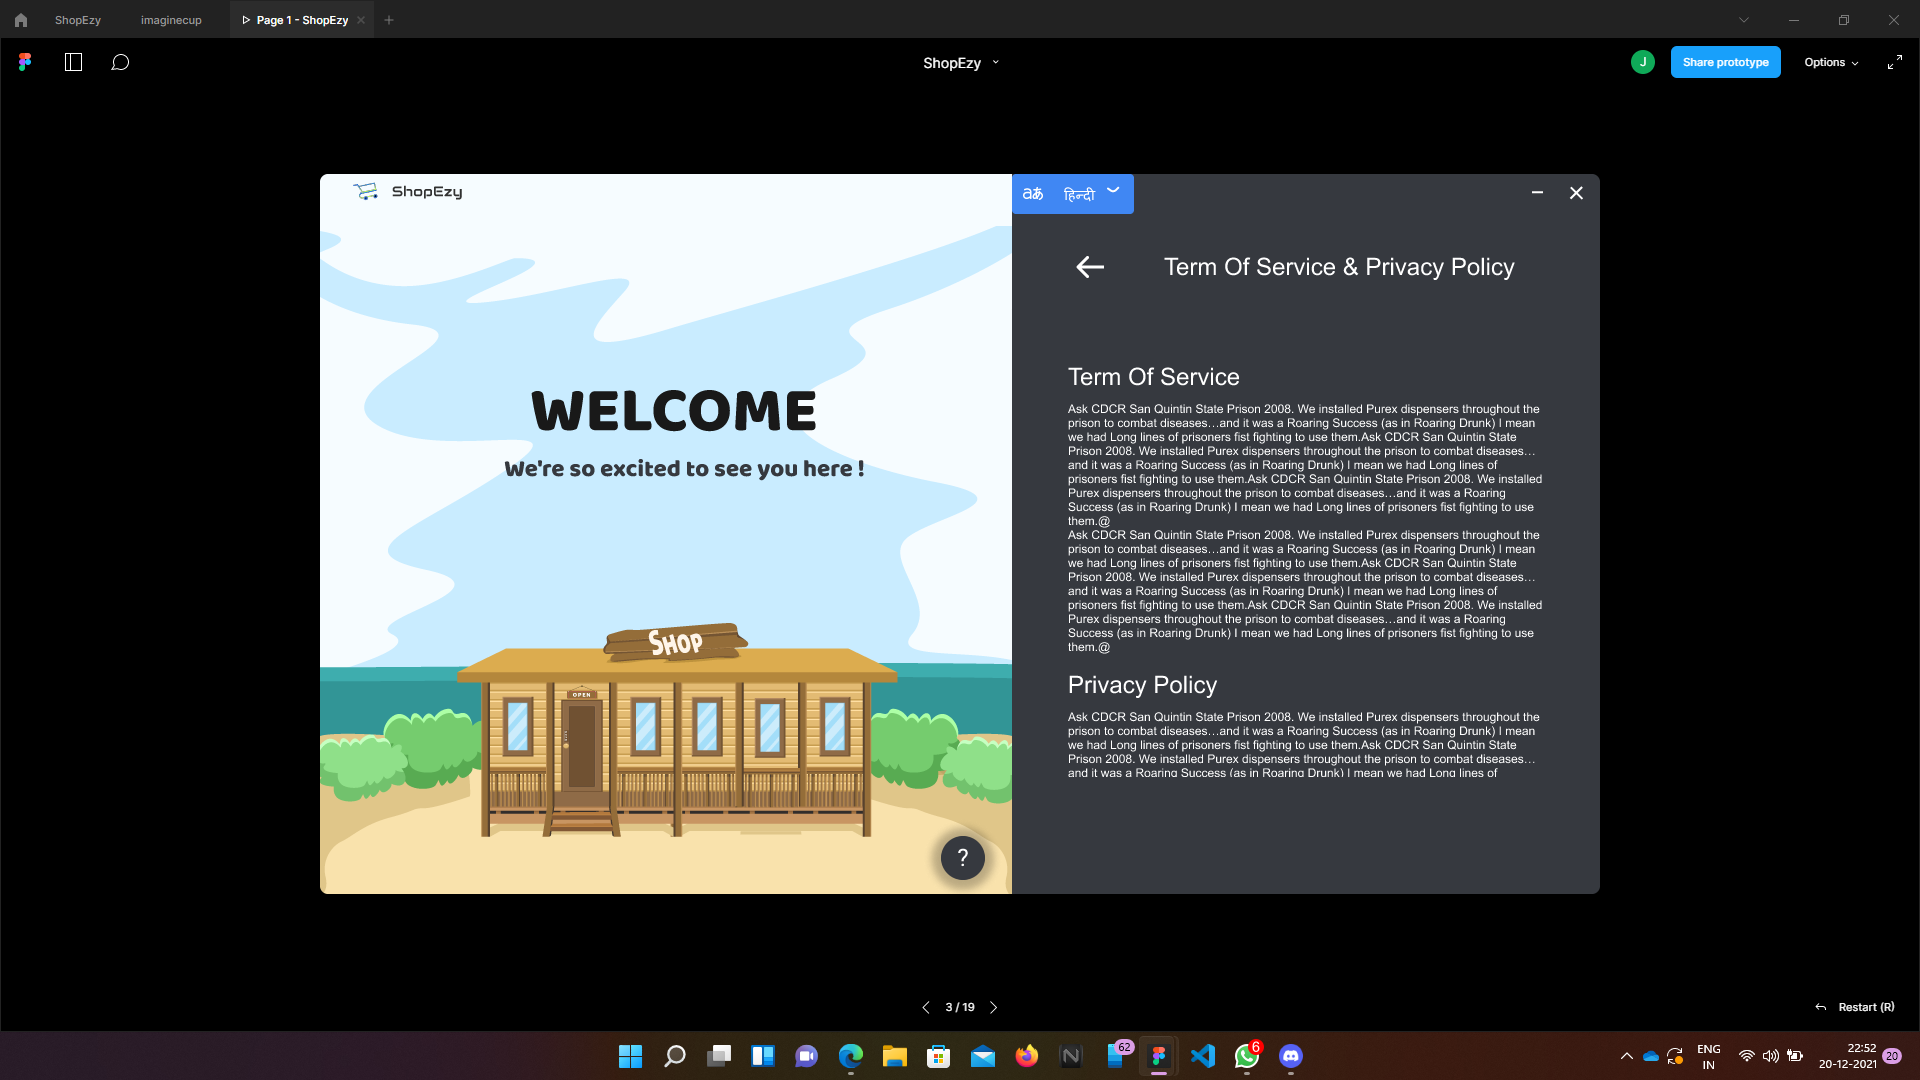 ShopEzy
imaginecup
Page 1 - ShopEzy
ShopEzy
J
Share prototype
Options
ShopEzy
aあ हिन्दी
Term Of Service & Privacy Policy
WELCOME
We're so excited to see you here !
SHOP
OPEN
?
Term Of Service
Ask CDCR San Quintin State Prison 2008. We installed Purex dispensers throughout the
prison to combat diseases…and it was a Roaring Success (as in Roaring Drunk) I mean
we had Long lines of prisoners fist fighting to use them.Ask CDCR San Quintin State
Prison 2008. We installed Purex dispensers throughout the prison to combat diseases…
and it was a Roaring Success (as in Roaring Drunk) I mean we had Long lines of
prisoners fist fighting to use them.Ask CDCR San Quintin State Prison 2008. We installed
Purex dispensers throughout the prison to combat diseases…and it was a Roaring
Success (as in Roaring Drunk) I mean we had Long lines of prisoners fist fighting to use
them.@
Ask CDCR San Quintin State Prison 2008. We installed Purex dispensers throughout the
prison to combat diseases…and it was a Roaring Success (as in Roaring Drunk) I mean
we had Long lines of prisoners fist fighting to use them.Ask CDCR San Quintin State
Prison 2008. We installed Purex dispensers throughout the prison to combat diseases…
and it was a Roaring Success (as in Roaring Drunk) I mean we had Long lines of
prisoners fist fighting to use them.Ask CDCR San Quintin State Prison 2008. We installed
Purex dispensers throughout the prison to combat diseases…and it was a Roaring
Success (as in Roaring Drunk) I mean we had Long lines of prisoners fist fighting to use
them.@
Privacy Policy
Ask CDCR San Quintin State Prison 2008. We installed Purex dispensers throughout the
prison to combat diseases…and it was a Roaring Success (as in Roaring Drunk) I mean
we had Long lines of prisoners fist fighting to use them.Ask CDCR San Quintin State
Prison 2008. We installed Purex dispensers throughout the prison to combat diseases…
and it was a Roaring Success (as in Roaring Drunk) I mean we had Long lines of
3 / 19
Restart (R)
62
6
ENG
IN
22:52
20-12-2021
20